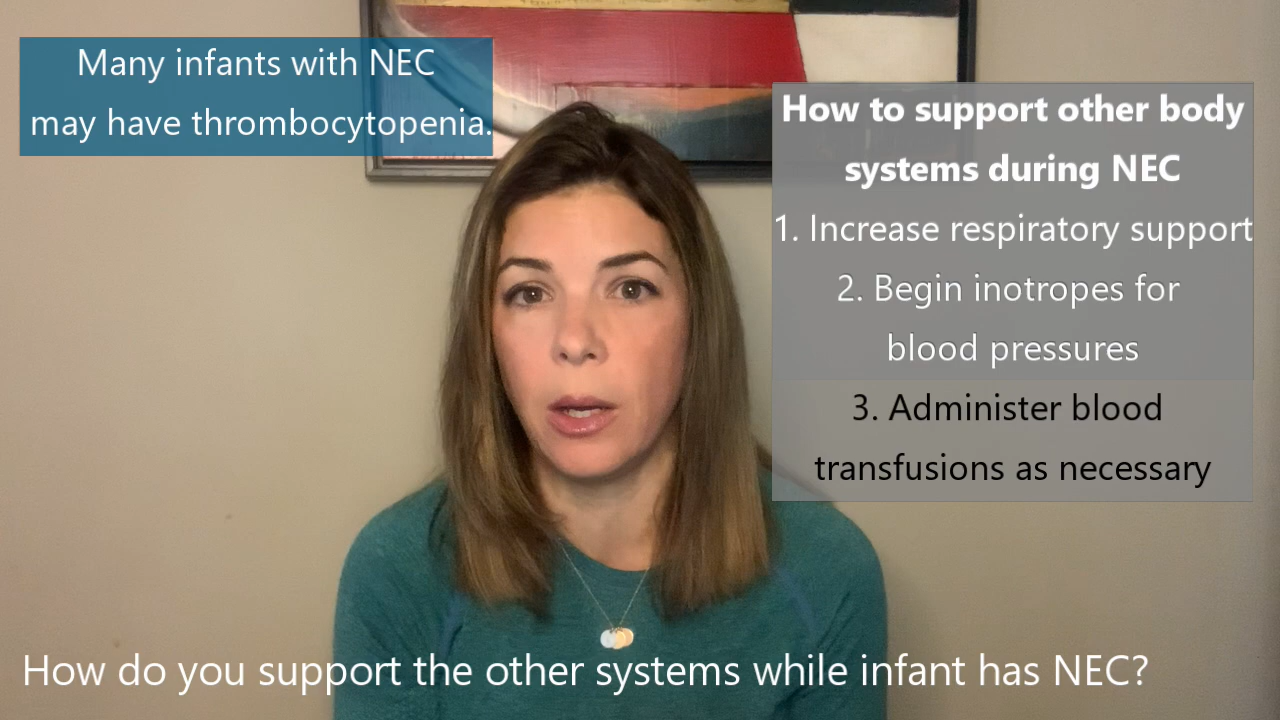 Many infants with NEC
may have thrombocytopenia.
How to support other body
systems during NEC
1. Increase respiratory support
2. Begin inotropes for
blood pressures
3. Administer blood
transfusions as necessary
How do you support the other systems while infant has NEC?